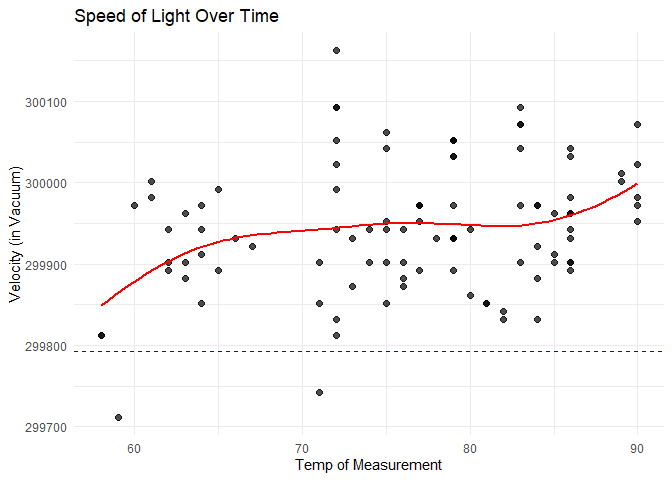 Speed of Light Over Time
Velocity (in Vacuum)
300100
300000
299900
299800
299700
60 70 80 90
Temp of Measurement